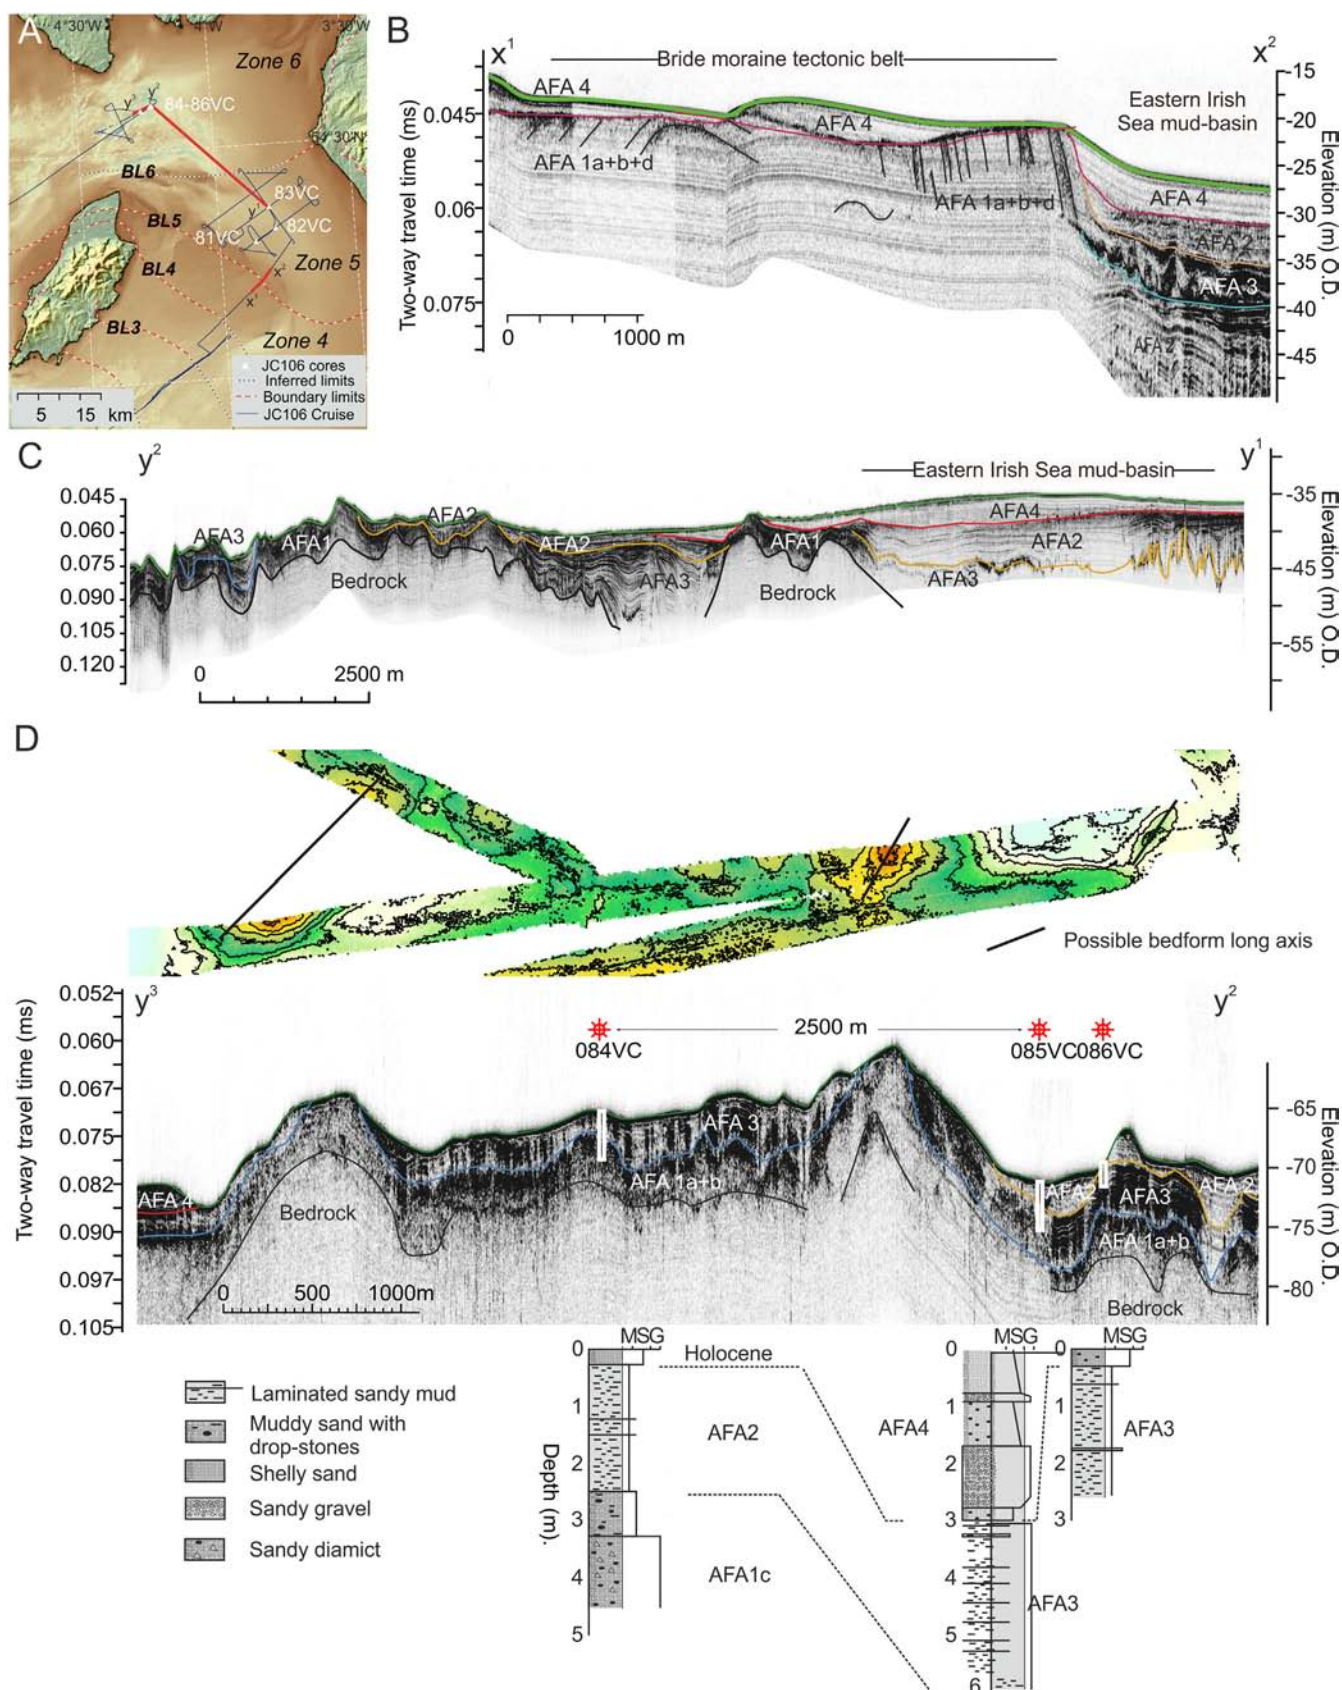 A
4°30'W
4°W
3°30'W
Zone 6
y³
y²
84-86VC
54°30'N
BL6
83VC
BL5
y¹
81VC
82VC
Zone 5
BL4
x²
x¹
BL3
Zone 4
JC106 cores
Inferred limits
Boundary limits
JC106 Cruise
5 15 km
B
x¹
x²
Bride moraine tectonic belt
Eastern Irish
Sea mud-basin
AFA 4
AFA 4
AFA 1a+b+d
AFA 1a+b+d
AFA 4
AFA 2
AFA 3
AFA 2
Two-way travel time (ms)
0.045
0.06
0.075
0 1000 m
-15
-20
-25
-30
-35
-40
-45
Elevation (m) O.D.
C
y²
y¹
Eastern Irish Sea mud-basin
0.045
0.060
0.075
0.090
0.105
0.120
AFA3
AFA1
AFA2
AFA2
AFA3
AFA1
AFA4
AFA2
AFA3
Bedrock
Bedrock
0 2500 m
-35
-45
-55
Elevation (m) O.D.
D
Possible bedform long axis
y³
y²
Two-way travel time (ms)
0.052
0.060
0.067
0.075
0.082
0.090
0.097
0.105
2500 m
084VC
085VC
086VC
AFA 3
AFA 4
AFA 1a+b
Bedrock
AFA2
AFA3
AFA 2
AFA 1a+b
Bedrock
0 500 1000m
-65
-70
-75
-80
Elevation (m) O.D.
Laminated sandy mud
Muddy sand with
drop-stones
Shelly sand
Sandy gravel
Sandy diamict
MSG
0
1
2
3
4
5
Depth (m).
Holocene
AFA2
AFA1c
MSG
0
1
2
3
4
5
6
AFA4
AFA3
MSG
0
1
2
3
AFA3